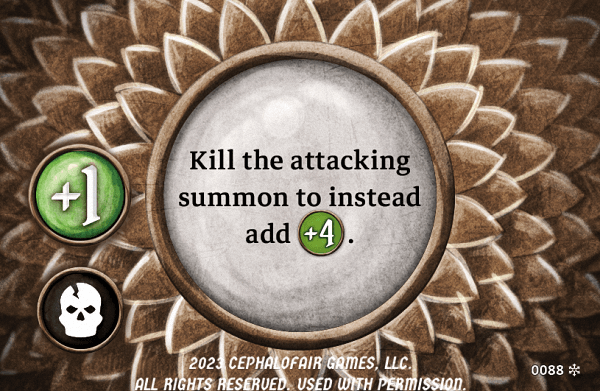 Kill the attacking
summon to instead
add +4 .
+1
2023 CEPHALOFAIR GAMES, LLC.
ALL RIGHTS RESERVED. USED WITH PERMISSION.
0088